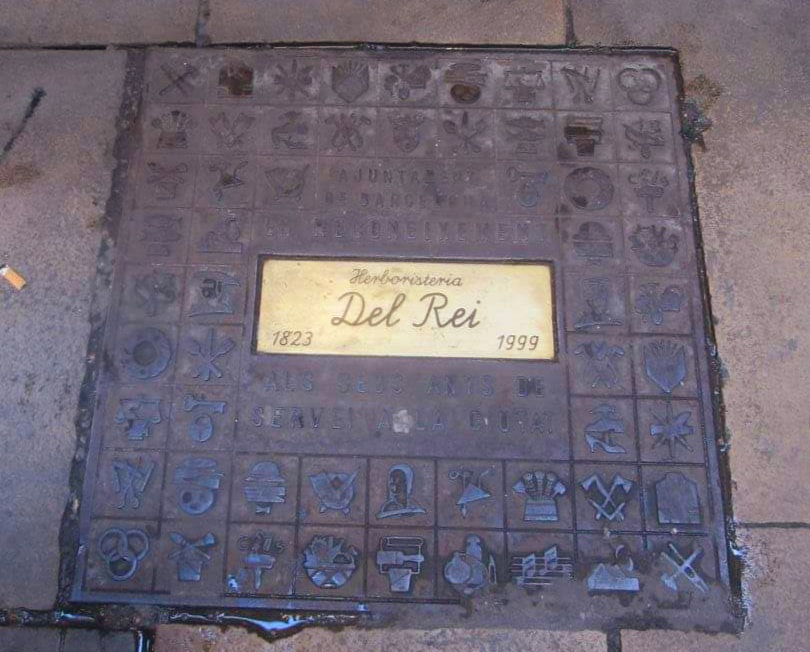 AJUNTAMENT
DE BARCELONA
EN RECONEIXEMENT
Herboristeria
Del Rei
1823 1999
ALS SEUS ANYS DE
SERVEI A LA CIUTAT